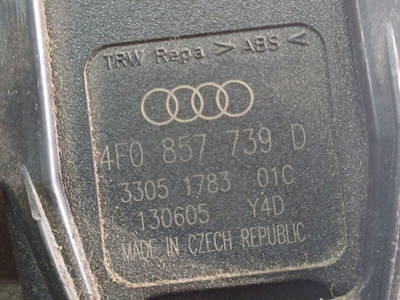 TRW Repa > ABS <
4F0 857 739 D
3305 1783 01C
130605 Y4D
MADE IN CZECH REPUBLIC